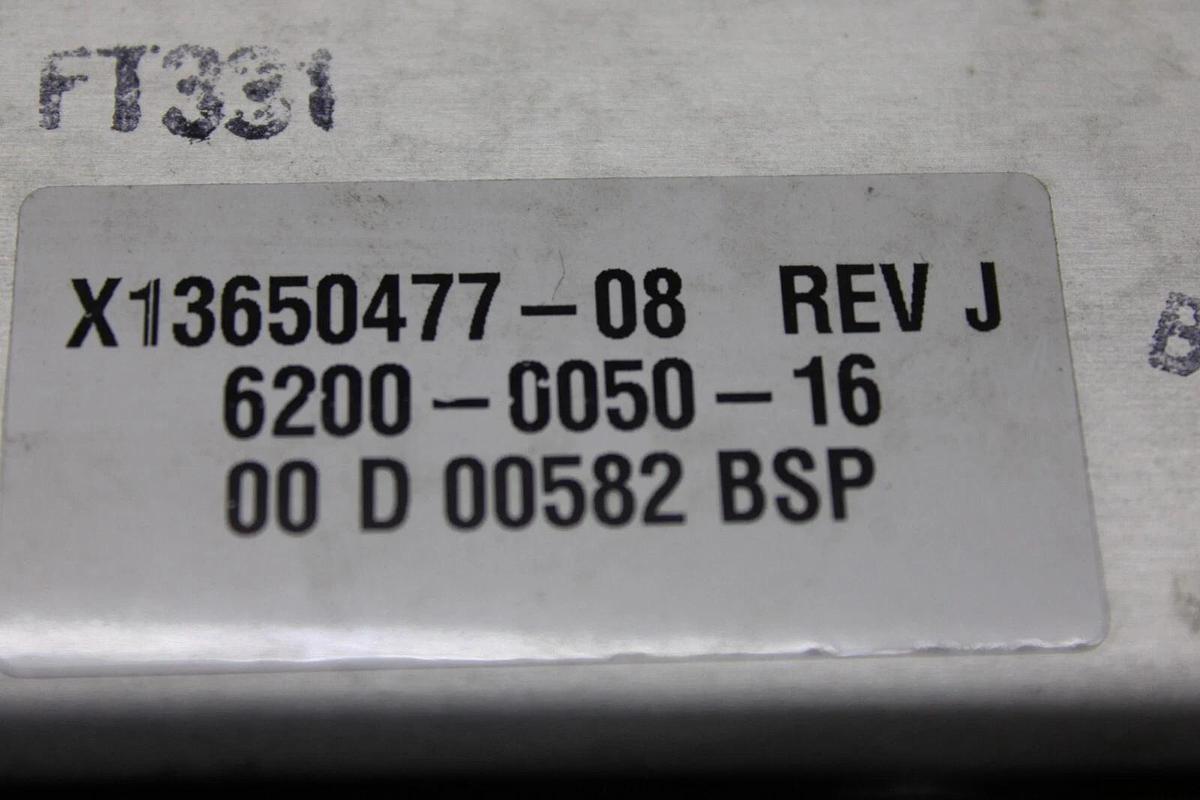 FT331
X13650477-08 REV J
6200-0050-16
00 D 00582 BSP